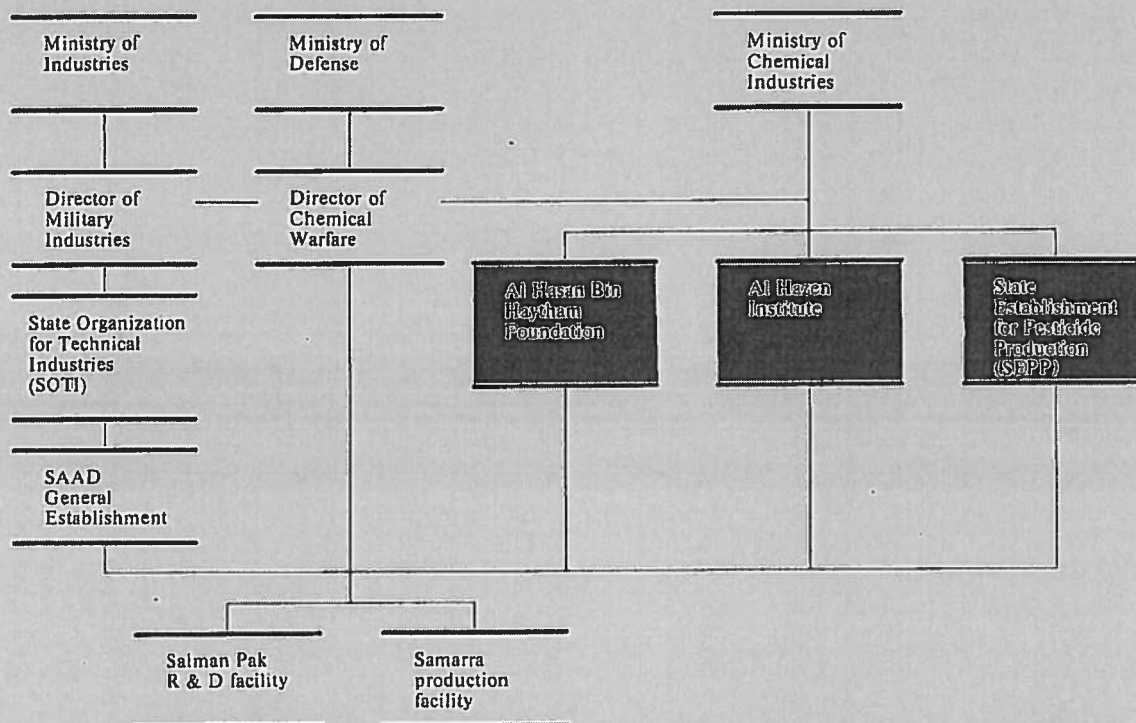 Ministry of
Industries
Ministry of
Defense
Ministry of
Chemical
Industries
Director of
Military
Industries
Director of
Chemical
Warfare
Al Hasan Bin
Haytham
Foundation
Al Hazen
Institute
State
Establishment
for Pesticide
Production
(SEPP)
State Organization
for Technical
Industries
(SOTI)
SAAD
General
Establishment
Salman Pak
R & D facility
Samarra
production
facility